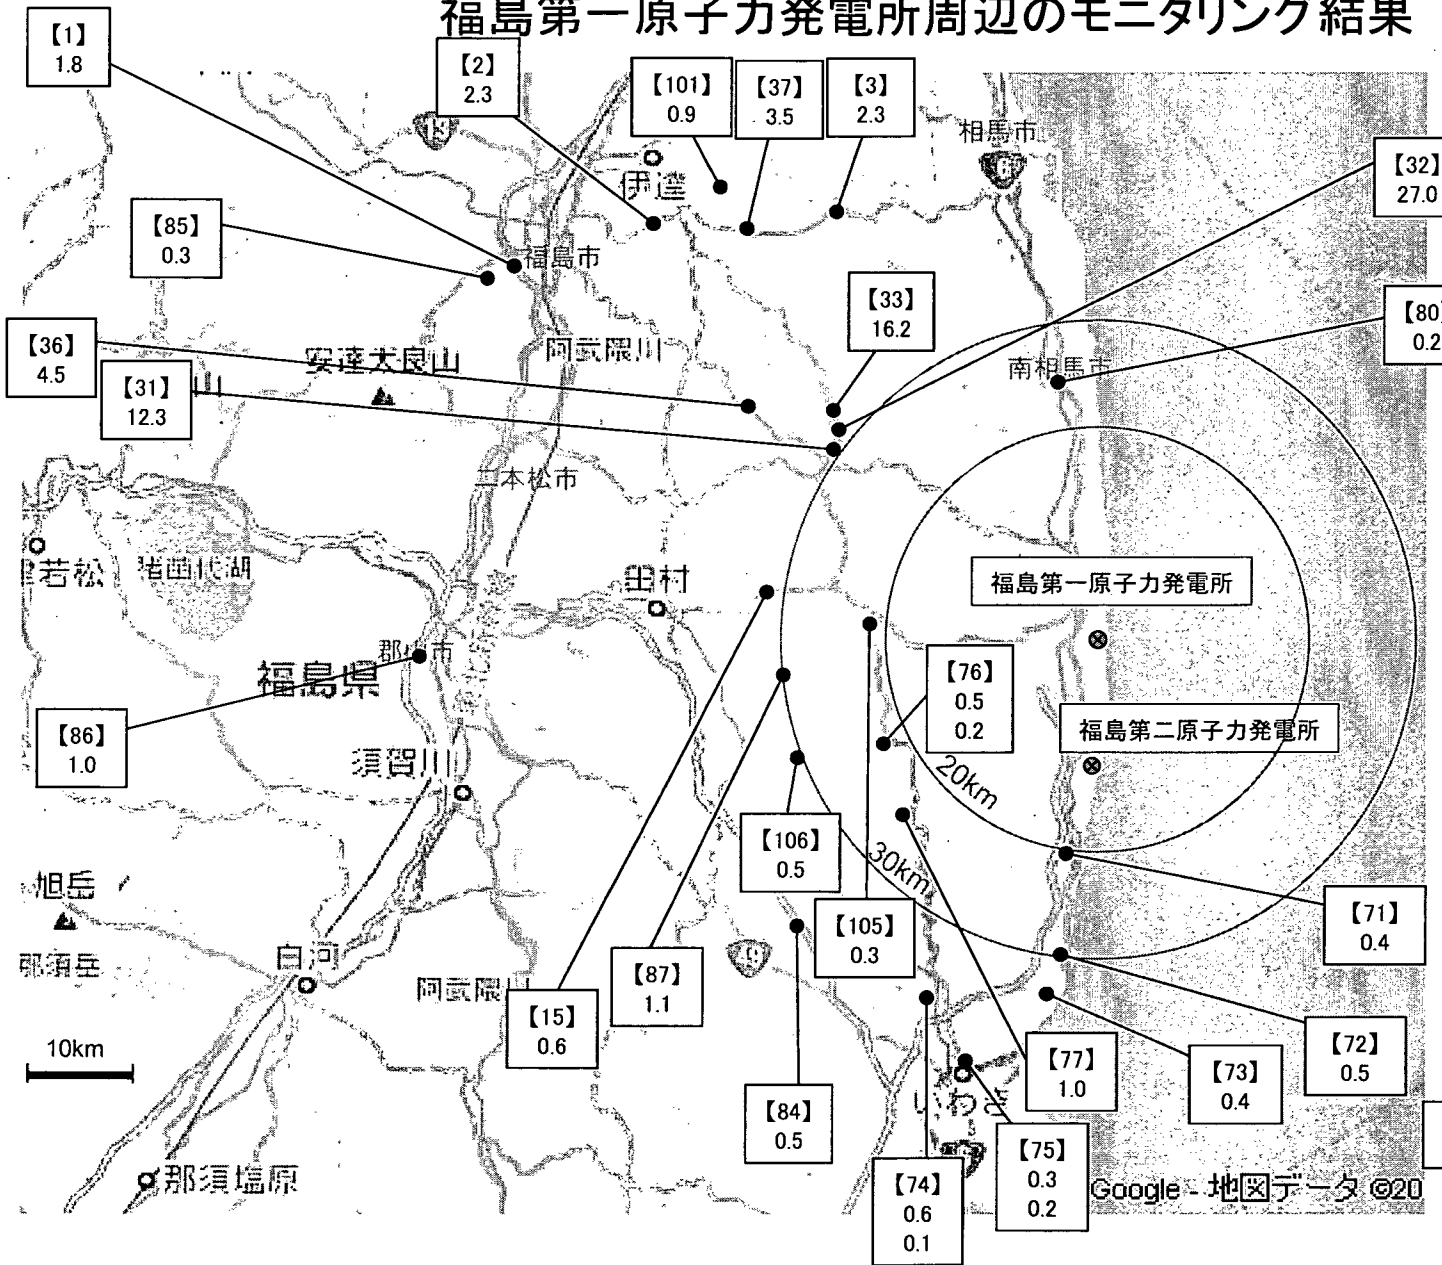 福島第一原子力発電所周辺のモニタリング結果
【1】
1.8
【2】
2.3
【101】
0.9
【37】
3.5
【3】
2.3
相馬市
13
6
伊達
【32】
27.0
【85】
0.3
福島市
【33】
16.2
【80】
0.2
【36】
4.5
安達太良山
阿武隈川
南相馬市
【31】
12.3
山
二本松市
若松
猪苗代湖
田村
福島第一原子力発電所
郡山市
福島県
【76】
0.5
0.2
福島第二原子力発電所
【86】
1.0
須賀川
20km
【106】
0.5
30km
旭岳
【71】
0.4
那須岳
白河
【105】
0.3
49
【87】
1.1
阿武隈川
【15】
0.6
10km
【77】
1.0
【73】
0.4
【72】
0.5
【84】
0.5
いわき
【75】
0.3
0.2
那須塩原
【74】
0.6
0.1
Google - 地図データ ©20